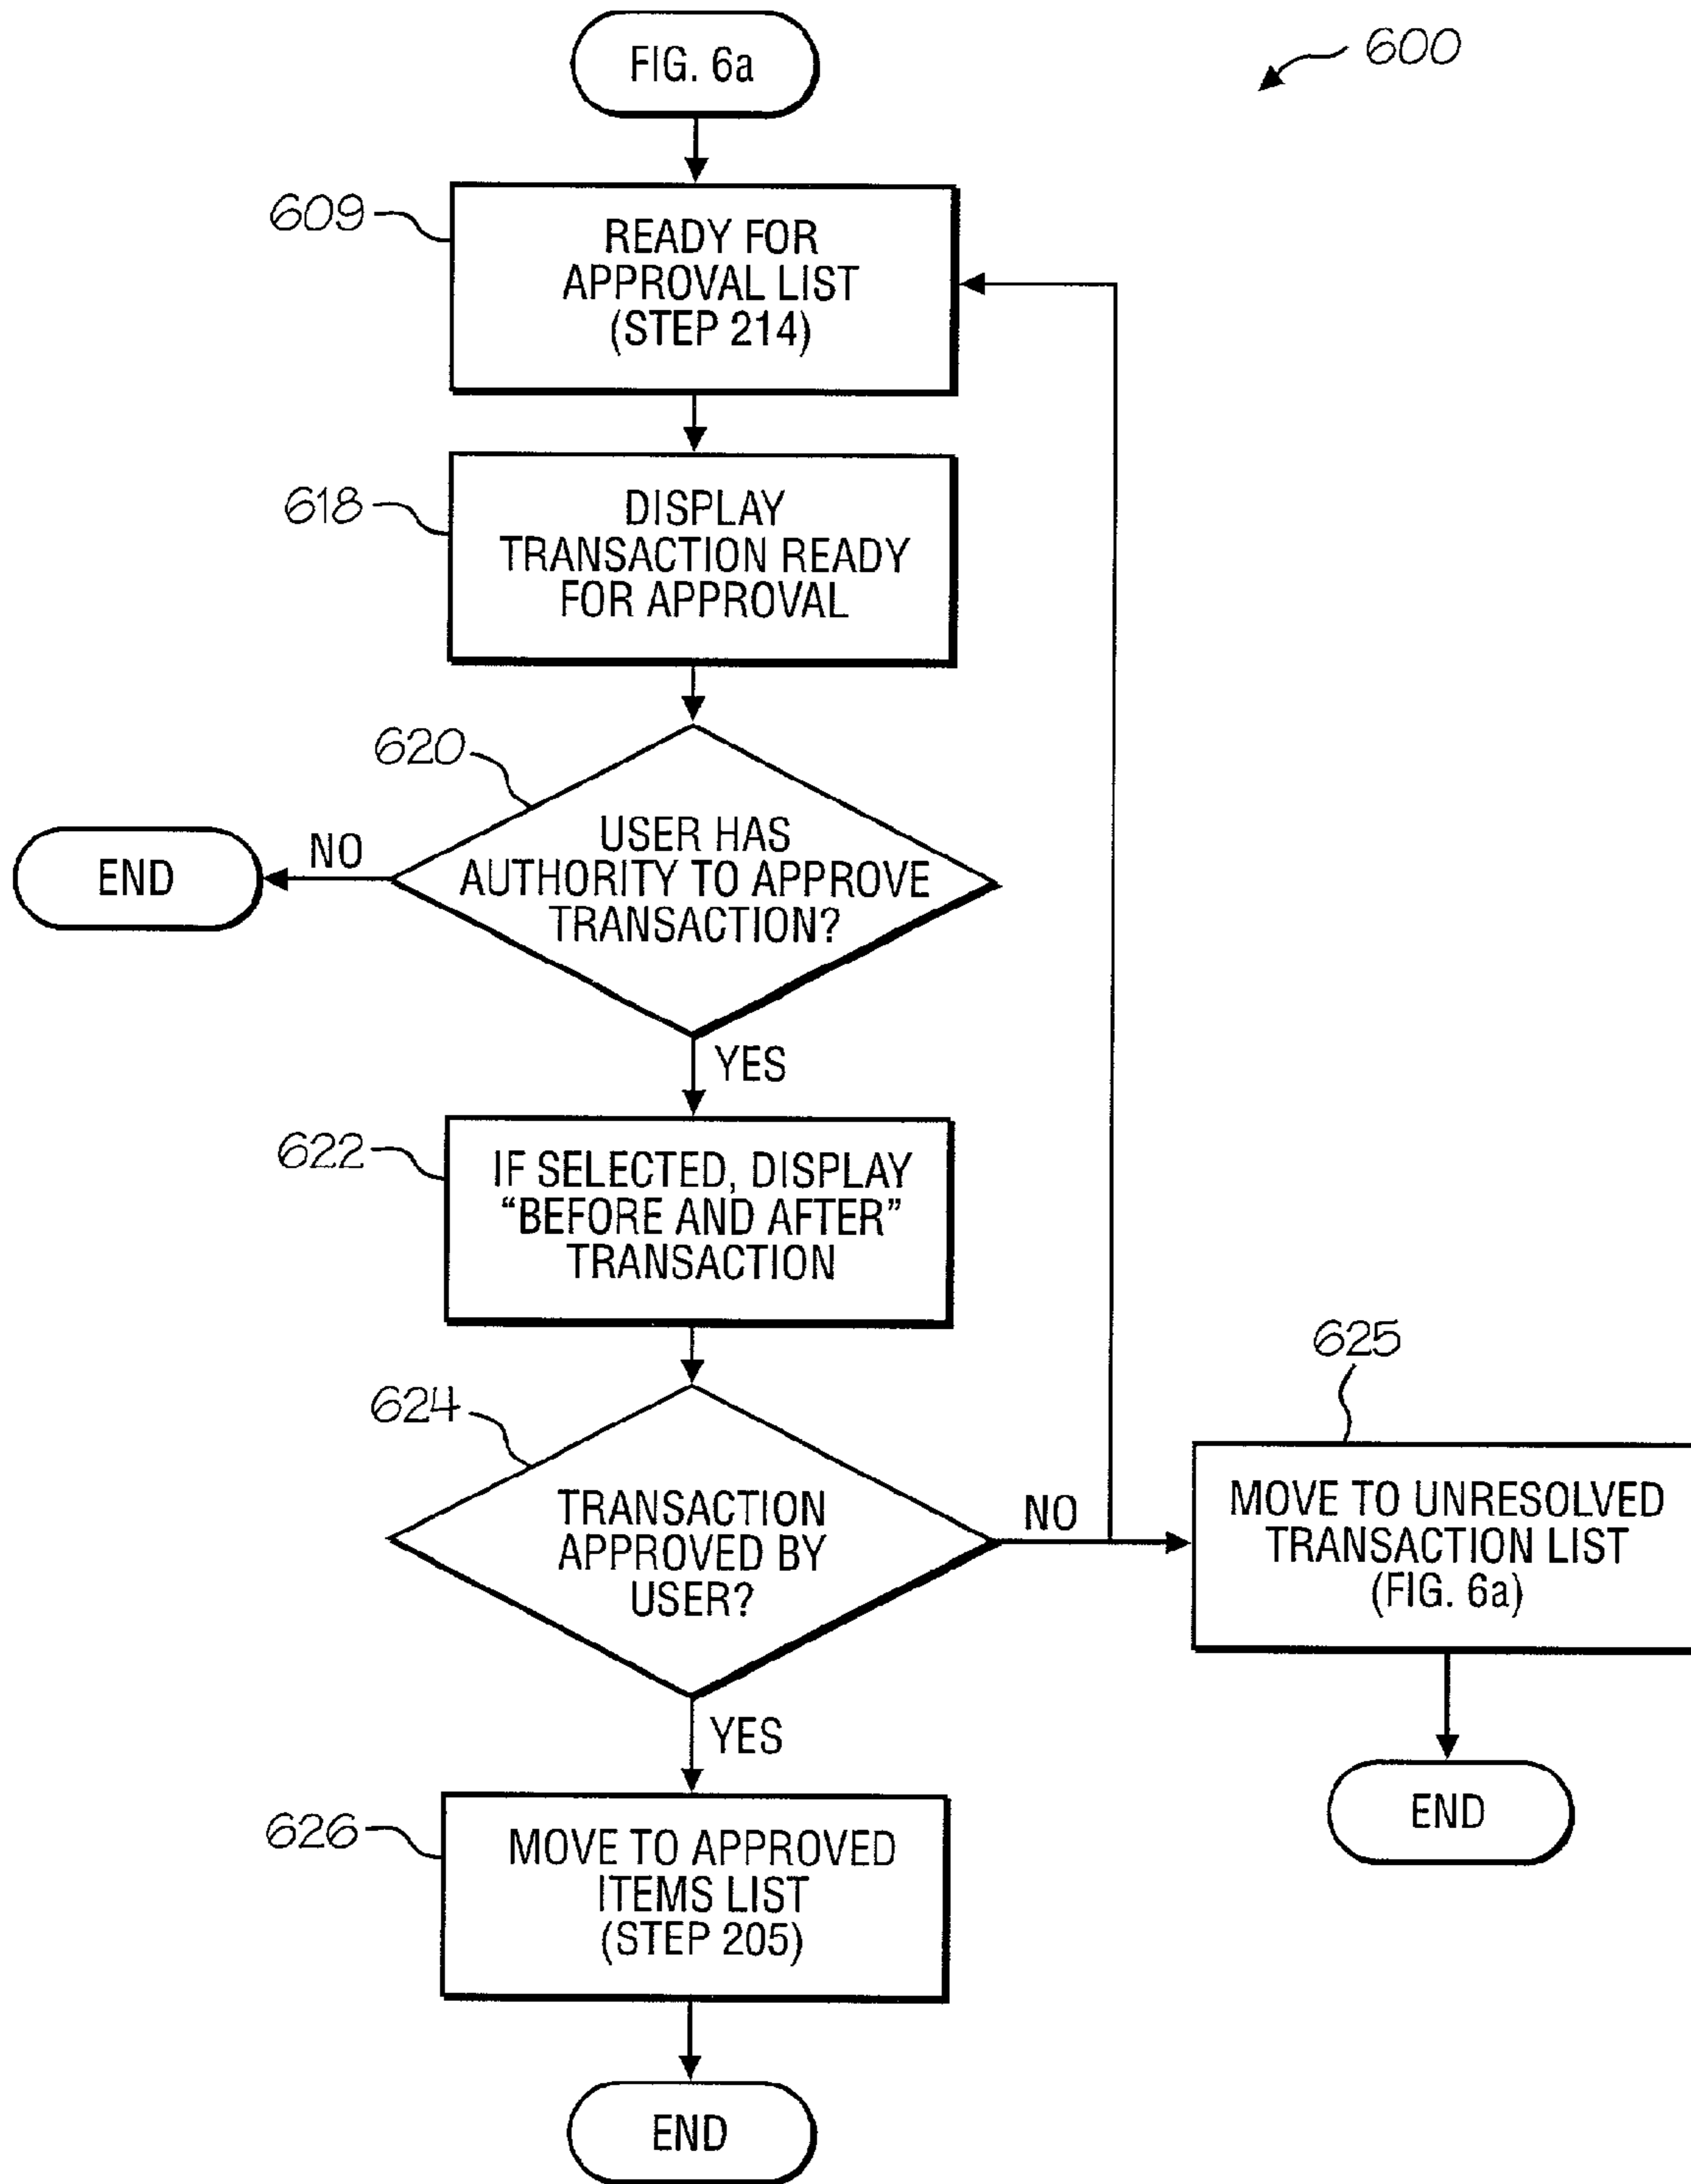 FIG. 6a
600
609
READY FOR
APPROVAL LIST
(STEP 214)
618
DISPLAY
TRANSACTION READY
FOR APPROVAL
620
USER HAS
AUTHORITY TO APPROVE
TRANSACTION?
NO
END
YES
622
IF SELECTED, DISPLAY
“BEFORE AND AFTER”
TRANSACTION
624
TRANSACTION
APPROVED BY
USER?
NO
625
MOVE TO UNRESOLVED
TRANSACTION LIST
(FIG. 6a)
END
YES
626
MOVE TO APPROVED
ITEMS LIST
(STEP 205)
END